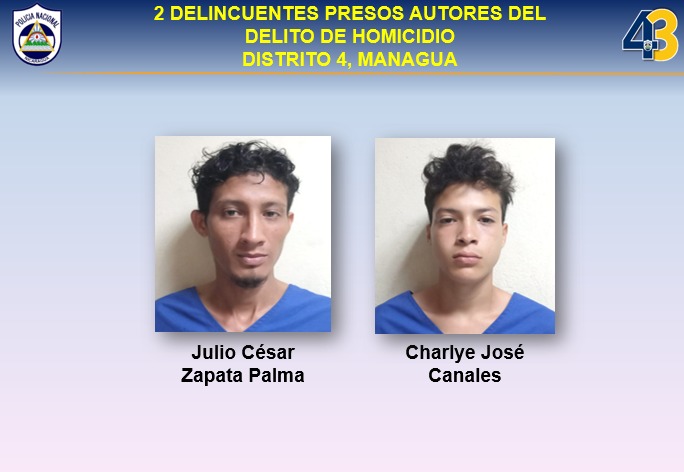 2 DELINCUENTES PRESOS AUTORES DEL
DELITO DE HOMICIDIO
DISTRITO 4, MANAGUA
POLICIA NACIONAL
NICARAGUA
43
Julio César
Zapata Palma
Charlye José
Canales